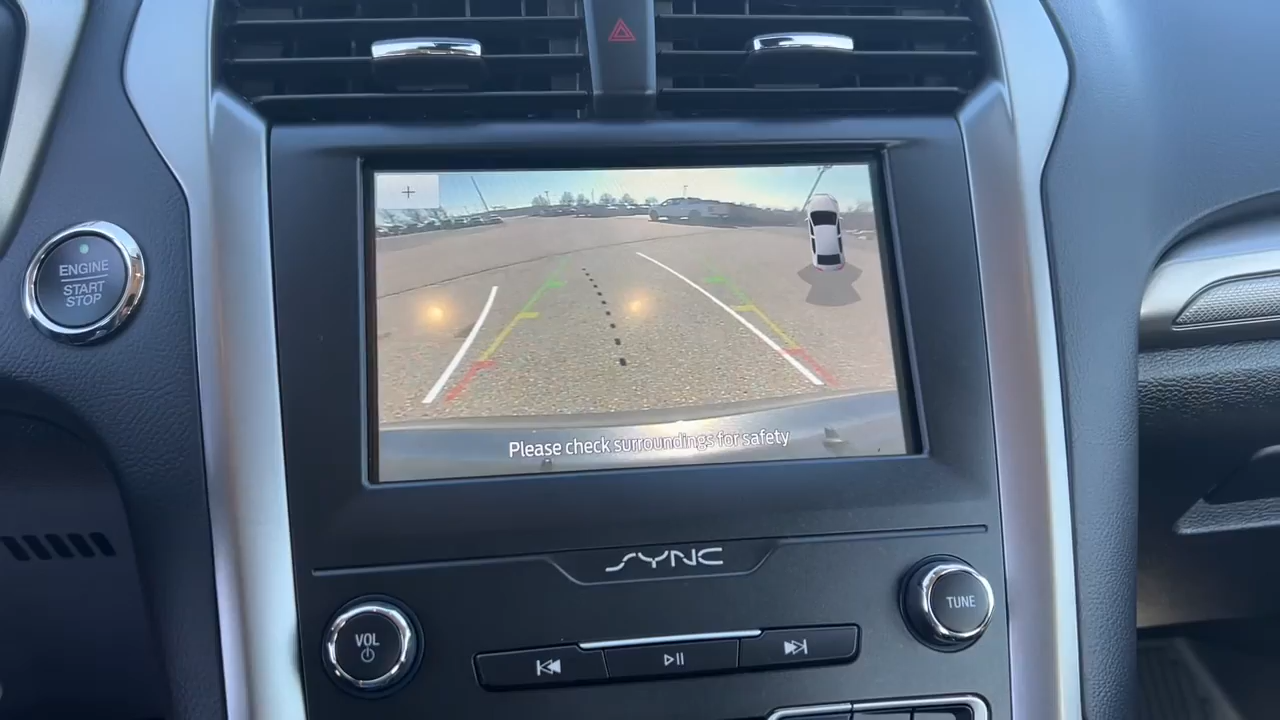 +
ENGINE
START
STOP
Please check surroundings for safety
SYNC
VOL
TUNE